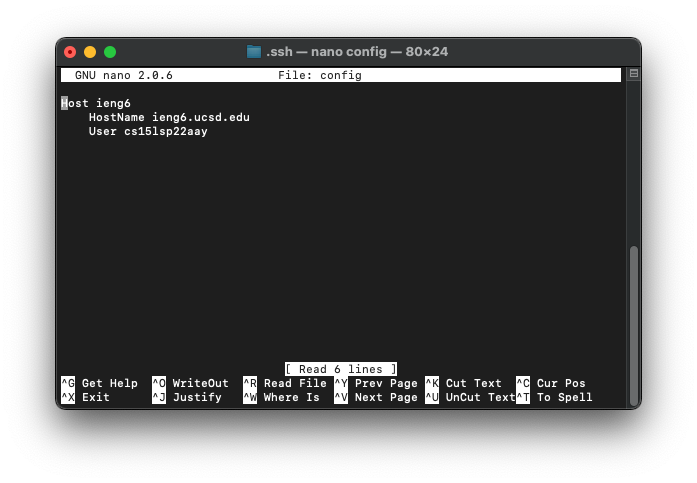 .ssh — nano config — 80×24
GNU nano 2.0.6 File: config
Host ieng6
HostName ieng6.ucsd.edu
User cs15lsp22aay
[ Read 6 lines ]
^G Get Help ^O WriteOut ^R Read File ^Y Prev Page ^K Cut Text ^C Cur Pos
^X Exit ^J Justify ^W Where Is ^V Next Page ^U UnCut Text ^T To Spell